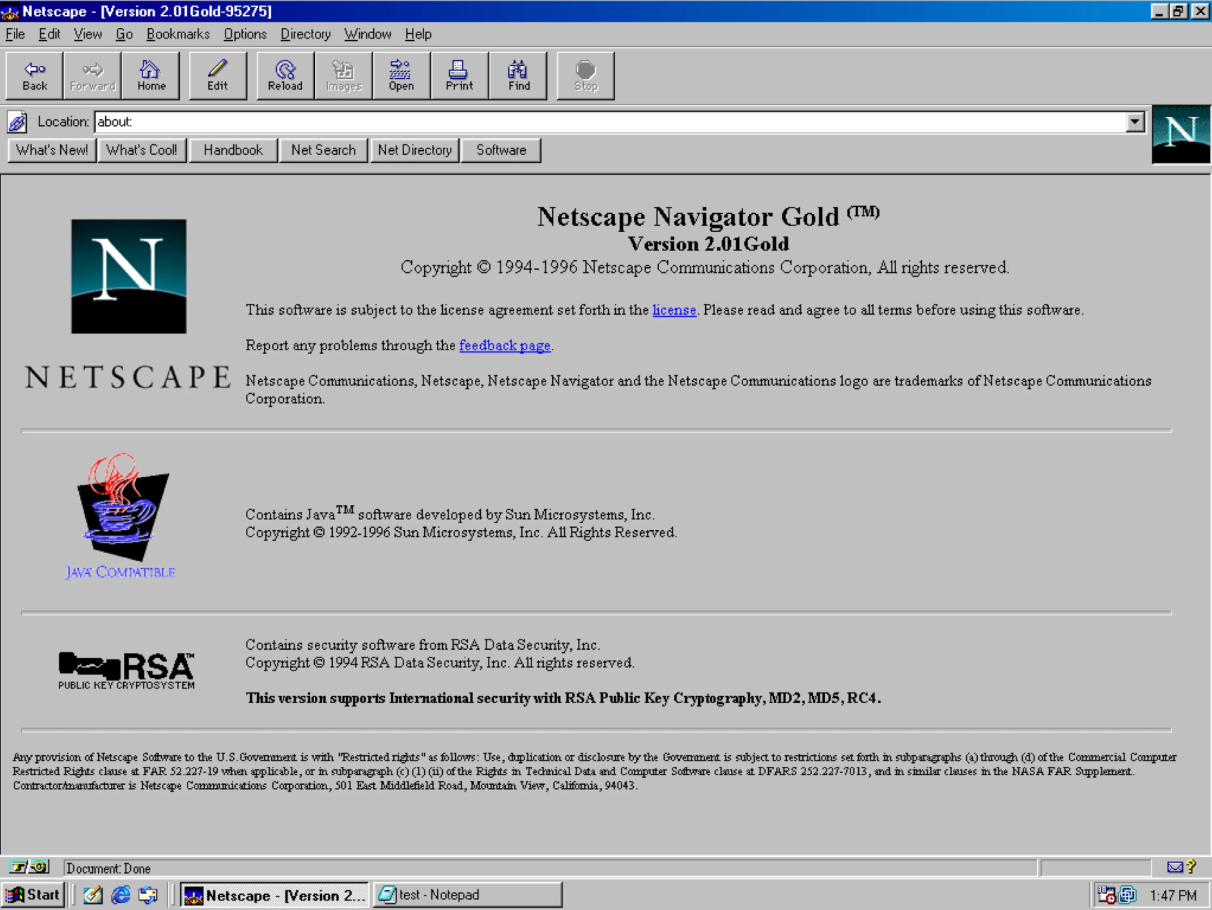 Netscape - [Version 2.01Gold-95275]
File Edit View Go Bookmarks Options Directory Window Help
Back Forward Home Edit Reload Images Open Print Find Stop
Location: about:
N
What's New! What's Cool! Handbook Net Search Net Directory Software
N
NETSCAPE
Netscape Navigator Gold (TM)
Version 2.01Gold
Copyright © 1994-1996 Netscape Communications Corporation, All rights reserved.
This software is subject to the license agreement set forth in the license. Please read and agree to all terms before using this software.
Report any problems through the feedback page.
Netscape Communications, Netscape, Netscape Navigator and the Netscape Communications logo are trademarks of Netscape Communications
Corporation.
JAVA COMPATIBLE
Contains Java™ software developed by Sun Microsystems, Inc.
Copyright © 1992-1996 Sun Microsystems, Inc. All Rights Reserved.
RSA™
PUBLIC KEY CRYPTOSYSTEM
Contains security software from RSA Data Security, Inc.
Copyright © 1994 RSA Data Security, Inc. All rights reserved.
This version supports International security with RSA Public Key Cryptography, MD2, MD5, RC4.
Any provision of Netscape Software to the U.S. Government is with "Restricted rights" as follows: Use, duplication or disclosure by the Government is subject to restrictions set forth in subparagraphs (a) through (d) of the Commercial Computer
Restricted Rights clause at FAR 52.227-19 when applicable, or in subparagraph (c) (1) (ii) of the Rights in Technical Data and Computer Software clause at DFARS 252.227-7013, and in similar clauses in the NASA FAR Supplement.
Contractor/manufacturer is Netscape Communications Corporation, 501 East Middlefield Road, Mountain View, California, 94043.
Document: Done
Start Netscape - [Version 2... test - Notepad 1:47 PM